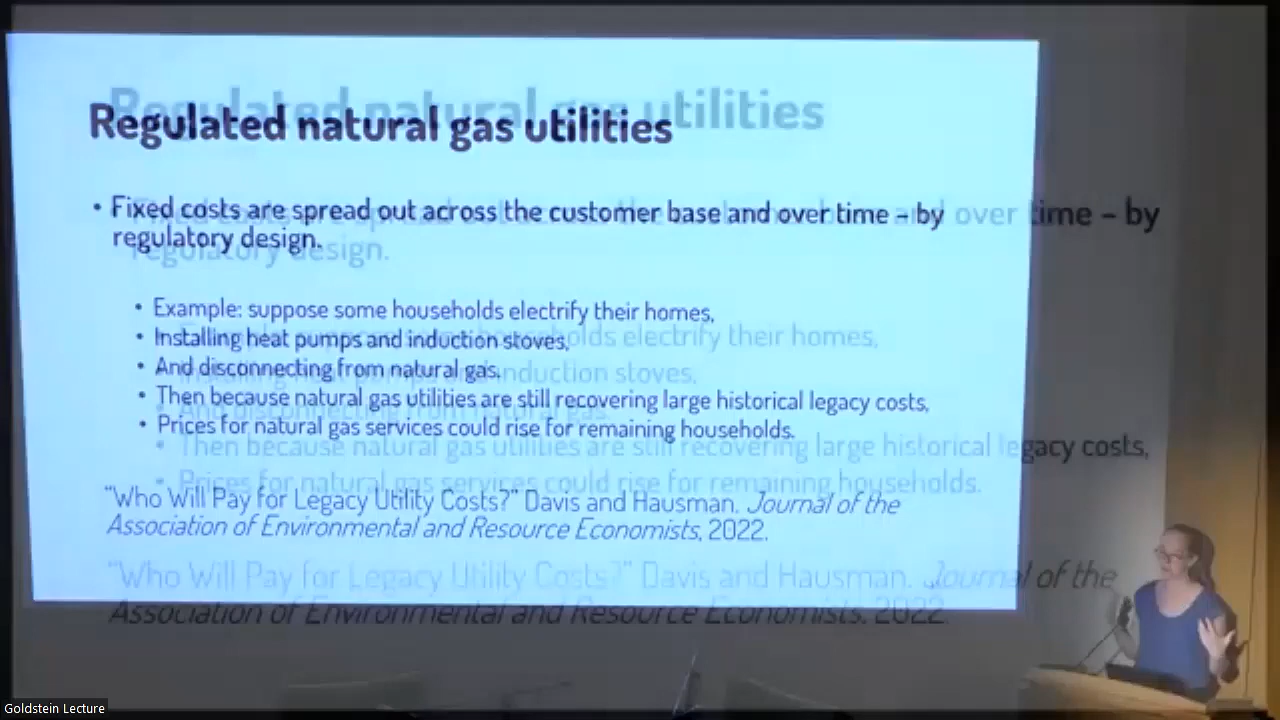 Regulated natural gas utilities
• Fixed costs are spread out across the customer base and over time – by
regulatory design.
• Example: suppose some households electrify their homes,
• Installing heat pumps and induction stoves,
• And disconnecting from natural gas.
• Then because natural gas utilities are still recovering large historical legacy costs,
• Prices for natural gas services could rise for remaining households.
"Who Will Pay for Legacy Utility Costs?" Davis and Hausman. Journal of the
Association of Environmental and Resource Economists, 2022.
Goldstein Lecture